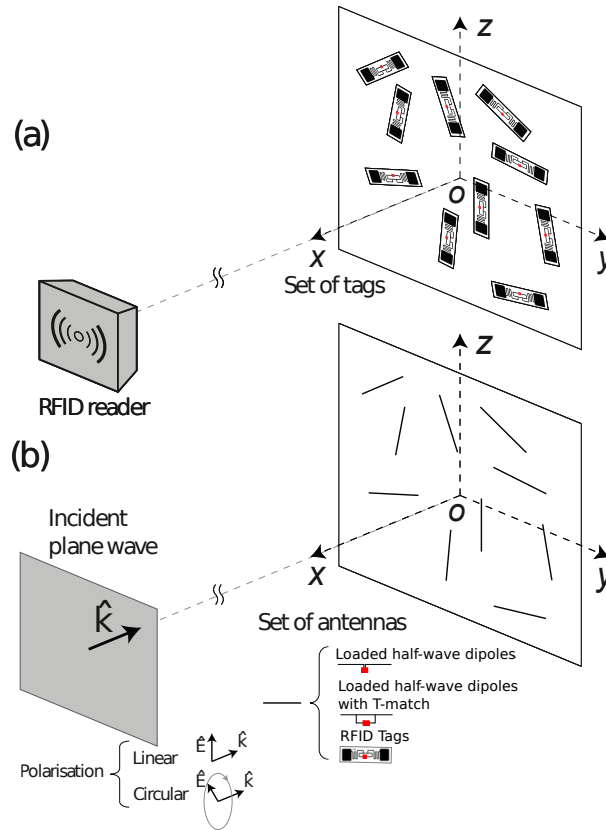 z
(a)
o
x
y
Set of tags
RFID reader
z
(b)
Incident
plane wave
o
x
y
k̂
Set of antennas
Loaded half-wave dipoles
Loaded half-wave dipoles
with T-match
RFID Tags
Polarisation
Linear
Ê
k̂
Circular
Ê
k̂